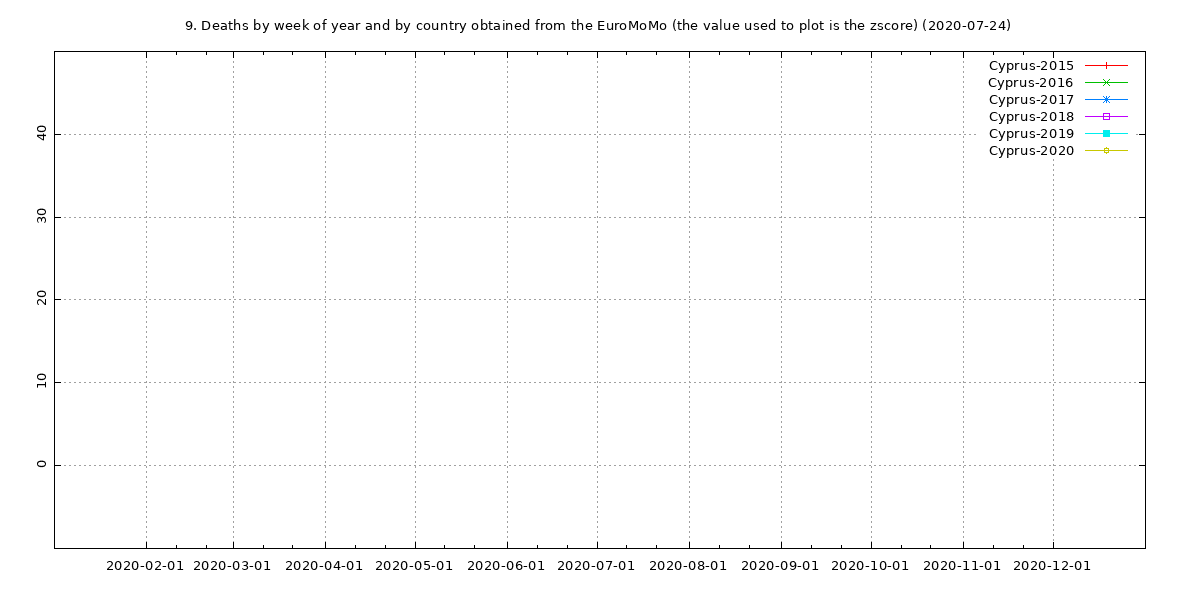 9. Deaths by week of year and by country obtained from the EuroMoMo (the value used to plot is the zscore) (2020-07-24)
Cyprus-2015
Cyprus-2016
Cyprus-2017
Cyprus-2018
Cyprus-2019
Cyprus-2020
40
30
20
10
0
2020-02-01 2020-03-01 2020-04-01 2020-05-01 2020-06-01 2020-07-01 2020-08-01 2020-09-01 2020-10-01 2020-11-01 2020-12-01